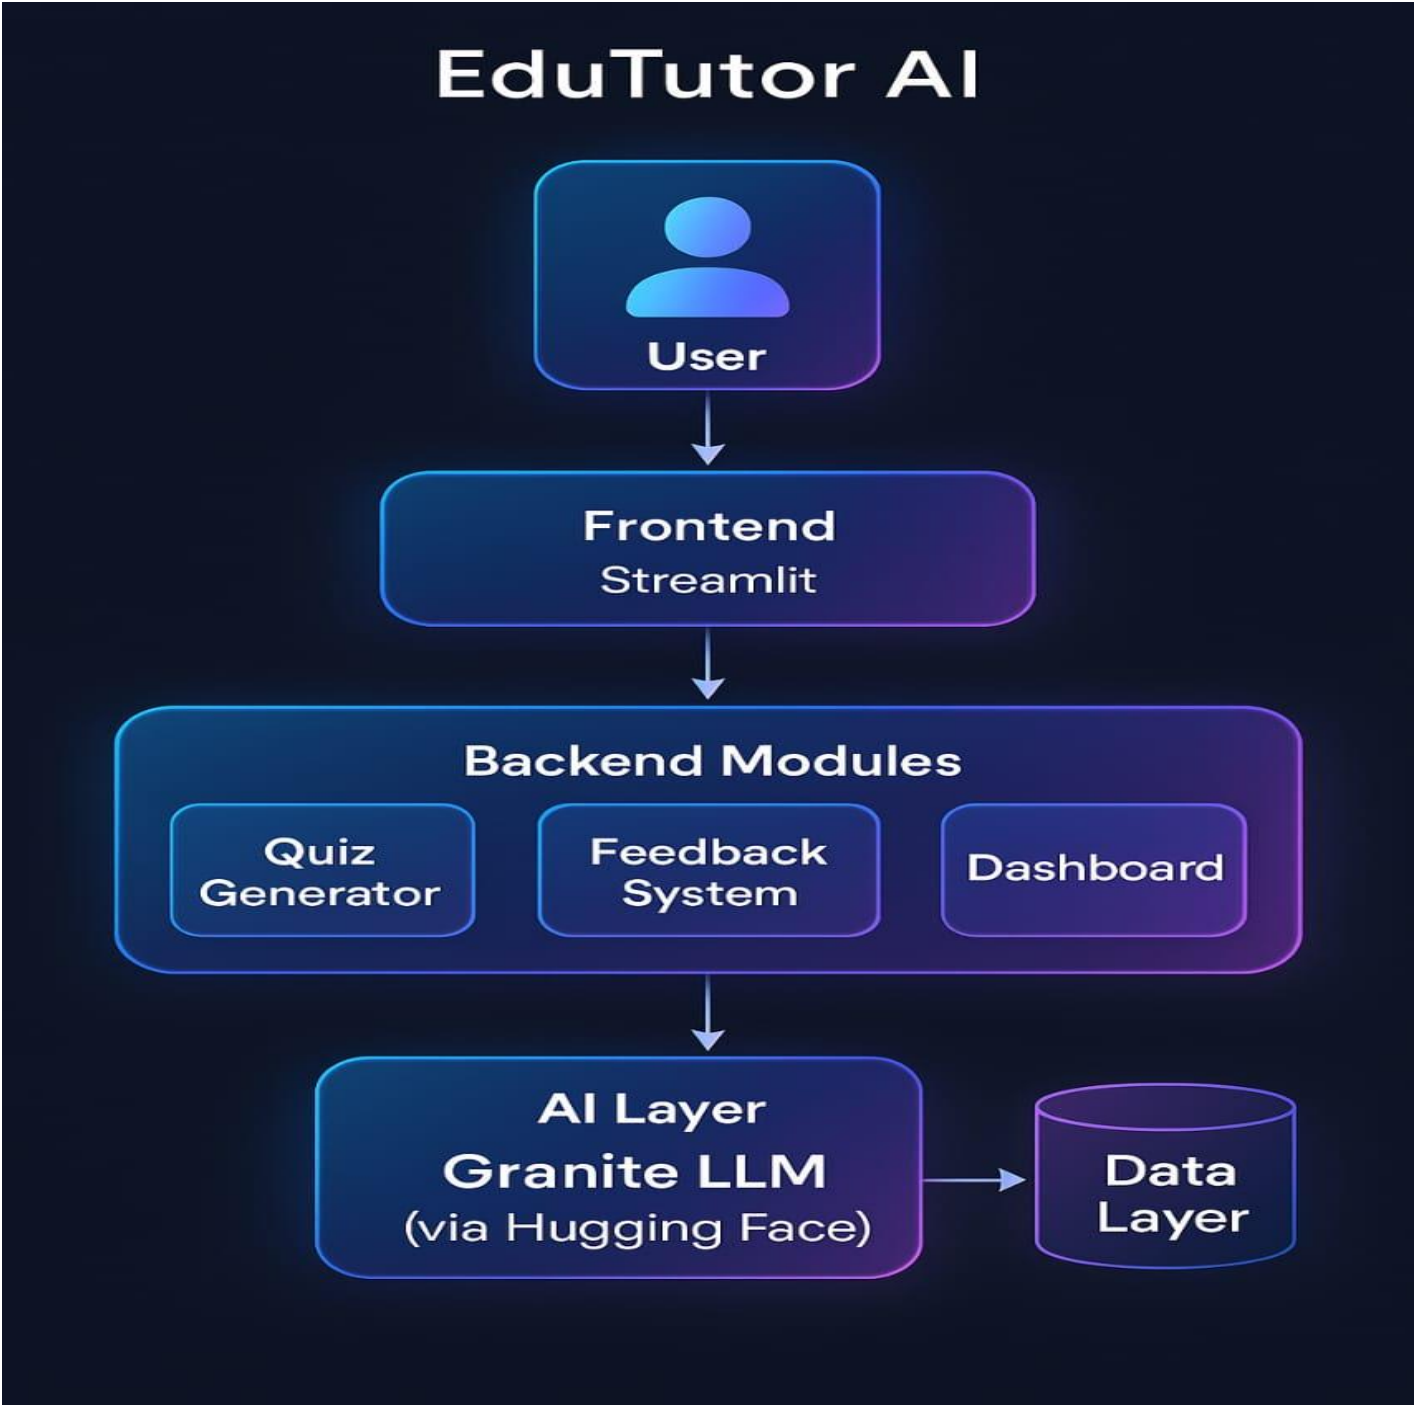 EduTutor AI
User
Frontend
Streamlit
Backend Modules
Quiz
Generator
Feedback
System
Dashboard
AI Layer
Granite LLM
(via Hugging Face)
Data
Layer